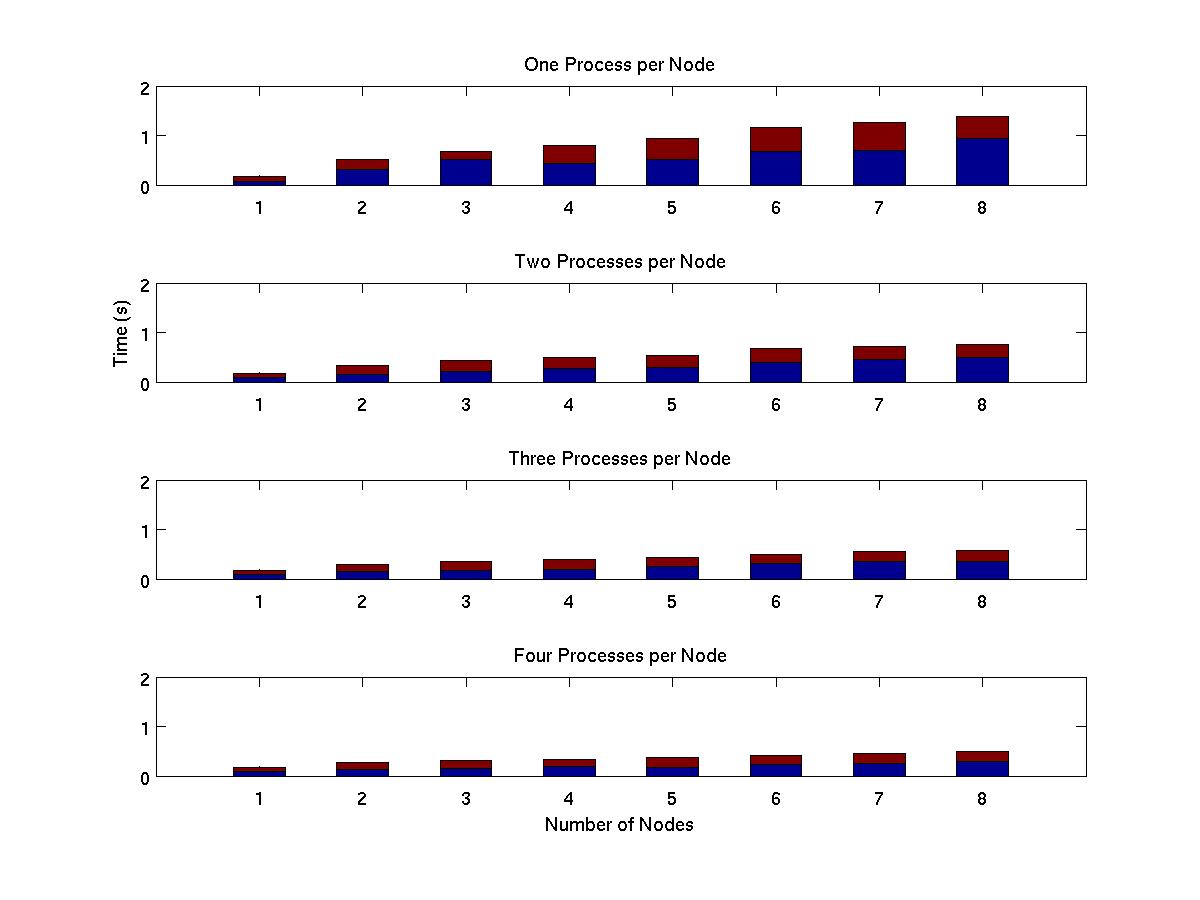 One Process per Node
2
1
0
1 2 3 4 5 6 7 8
Two Processes per Node
2
1
0
Time (s)
1 2 3 4 5 6 7 8
Three Processes per Node
2
1
0
1 2 3 4 5 6 7 8
Four Processes per Node
2
1
0
1 2 3 4 5 6 7 8
Number of Nodes